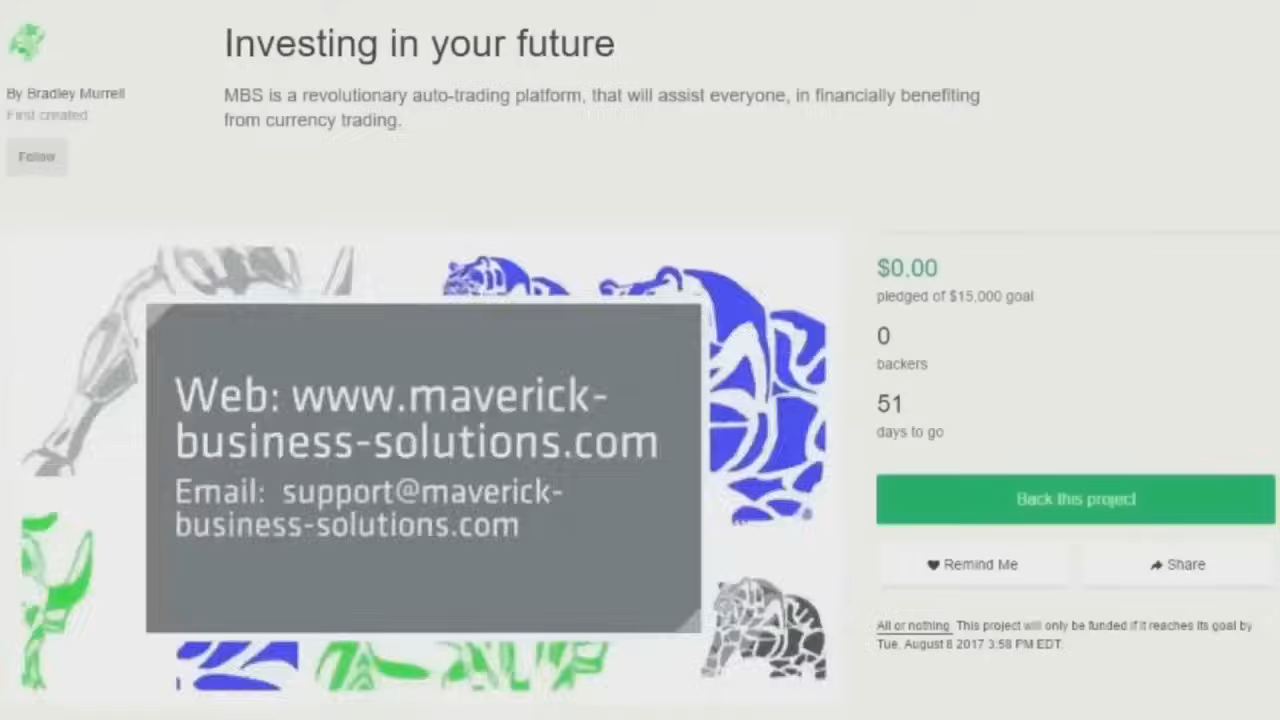 Investing in your future
MBS is a revolutionary auto-trading platform, that will assist everyone, in financially benefiting
from currency trading.
By Bradley Murrell
First created
Follow
Web: www.maverick-
business-solutions.com
Email: support@maverick-
business-solutions.com
$0.00
pledged of $15,000 goal
0
backers
51
days to go
Back this project
Remind Me
Share
All or nothing. This project will only be funded if it reaches its goal by
Tue, August 8 2017 3:58 PM EDT.